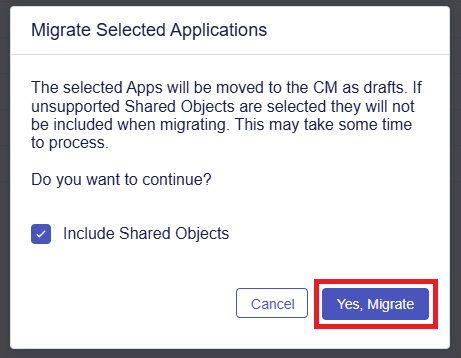 Migrate Selected Applications
The selected Apps will be moved to the CM as drafts. If
unsupported Shared Objects are selected they will not
be included when migrating. This may take some time
to process.
Do you want to continue?
Include Shared Objects
Cancel
Yes, Migrate